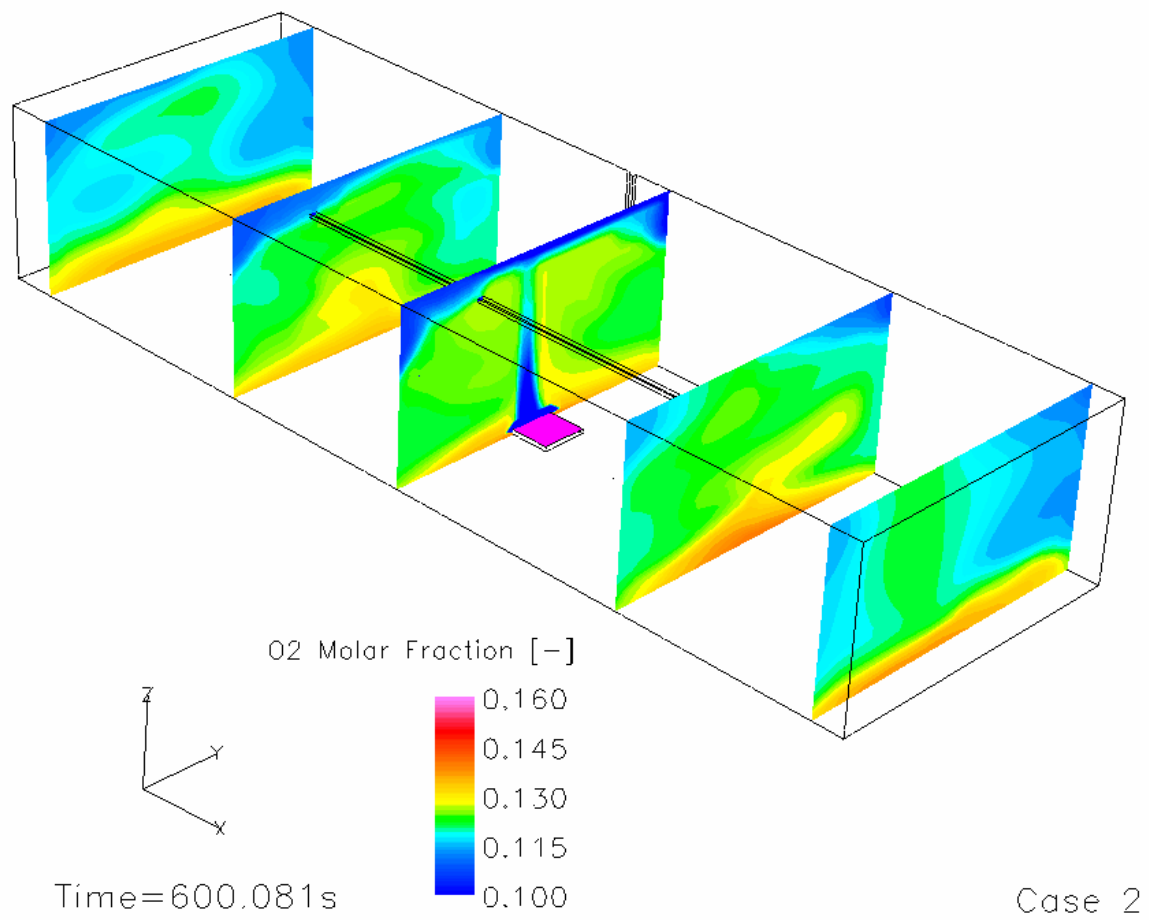 O2 Molar Fraction [-]
0.160
0.145
0.130
0.115
0.100
Z
Y
X
Time=600.081s
Case 2